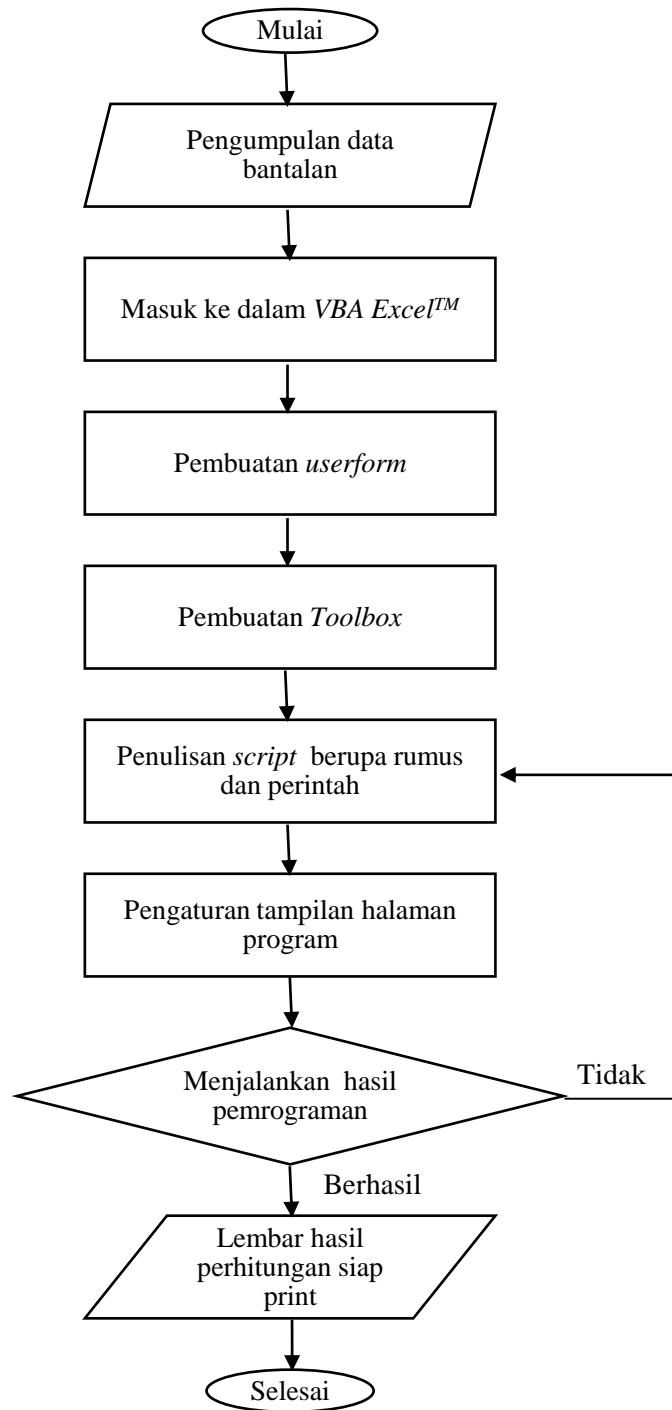 Mulai
Pengumpulan data
bantalan
Masuk ke dalam VBA Excel™
Pembuatan userform
Pembuatan Toolbox
Penulisan script berupa rumus
dan perintah
Pengaturan tampilan halaman
program
Menjalankan hasil
pemrograman
Tidak
Berhasil
Lembar hasil
perhitungan siap
print
Selesai